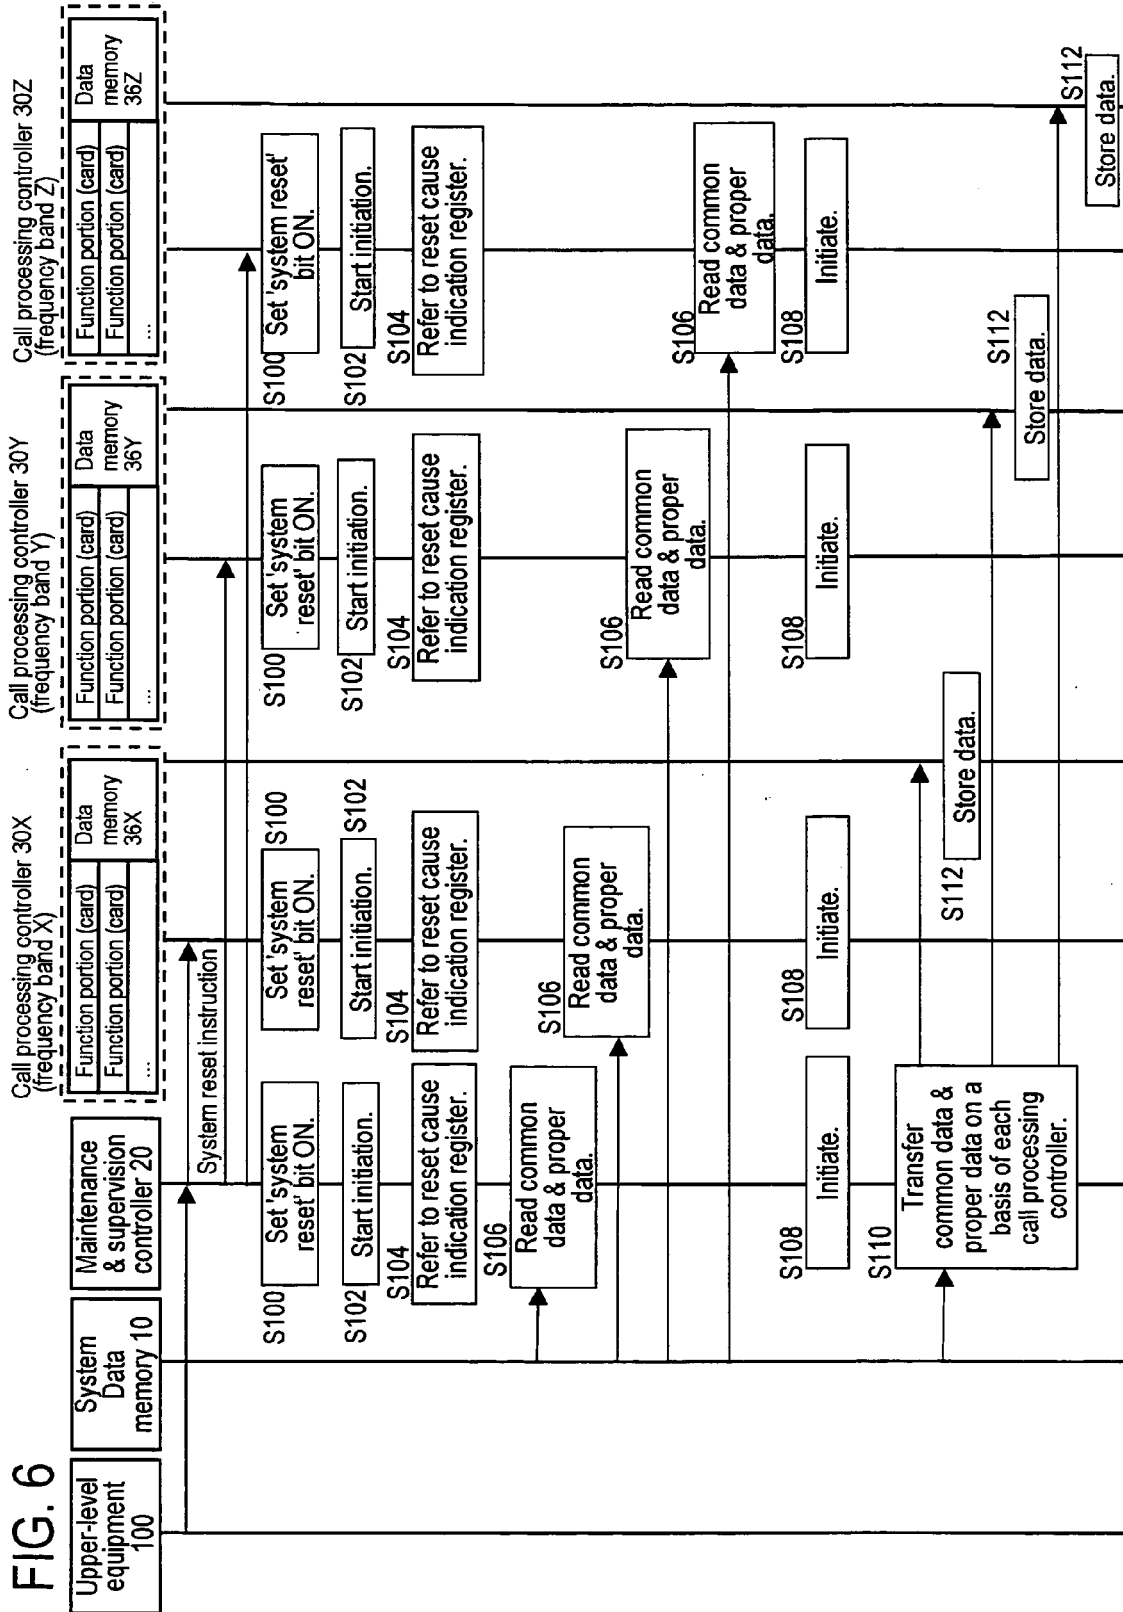 FIG. 6
Upper-level
equipment
100
System
Data
memory 10
Maintenance
& supervision
controller 20
Call processing controller 30X
(frequency band X)
Function portion (card)
Function portion (card)
...
Data
memory
36X
Call processing controller 30Y
(frequency band Y)
Function portion (card)
Function portion (card)
...
Data
memory
36Y
Call processing controller 30Z
(frequency band Z)
Function portion (card)
Function portion (card)
...
Data
memory
36Z
System reset instruction
S100
Set 'system
reset' bit ON.
S100
Set 'system
reset' bit ON.
S100
Set 'system
reset' bit ON.
S100
Set 'system reset'
bit ON.
S102
Start initiation.
S102
Start initiation.
S102
Start initiation.
S102
Start initiation.
S104
Refer to reset cause
indication register.
S104
Refer to reset cause
indication register.
S104
Refer to reset cause
indication register.
S104
Refer to reset cause
indication register.
S106
Read common
data & proper
data.
S106
Read common
data & proper
data.
S106
Read common
data & proper
data.
S106
Read common
data & proper
data.
S108
Initiate.
S108
Initiate.
S108
Initiate.
S108
Initiate.
S110
Transfer
common data &
proper data on a
basis of each
call processing
controller.
S112
Store data.
S112
Store data.
S112
Store data.